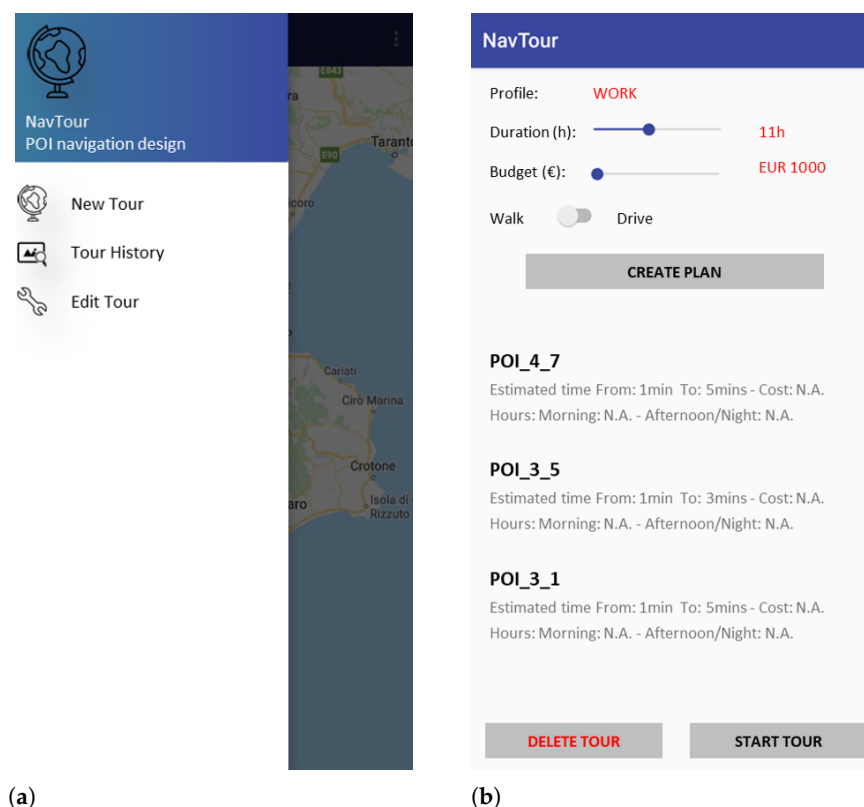 NavTour
POI navigation design
New Tour
Tour History
Edit Tour
E843
ra
Tarant
E90
icoro
Cariati
Cirò Marina
Crotone
aro
Isola di
Rizzuto
(a)
NavTour
Profile: WORK
Duration (h): 11h
Budget (€): EUR 1000
Walk Drive
CREATE PLAN
POI_4_7
Estimated time From: 1min To: 5mins - Cost: N.A.
Hours: Morning: N.A. - Afternoon/Night: N.A.
POI_3_5
Estimated time From: 1min To: 3mins - Cost: N.A.
Hours: Morning: N.A. - Afternoon/Night: N.A.
POI_3_1
Estimated time From: 1min To: 5mins - Cost: N.A.
Hours: Morning: N.A. - Afternoon/Night: N.A.
DELETE TOUR START TOUR
(b)